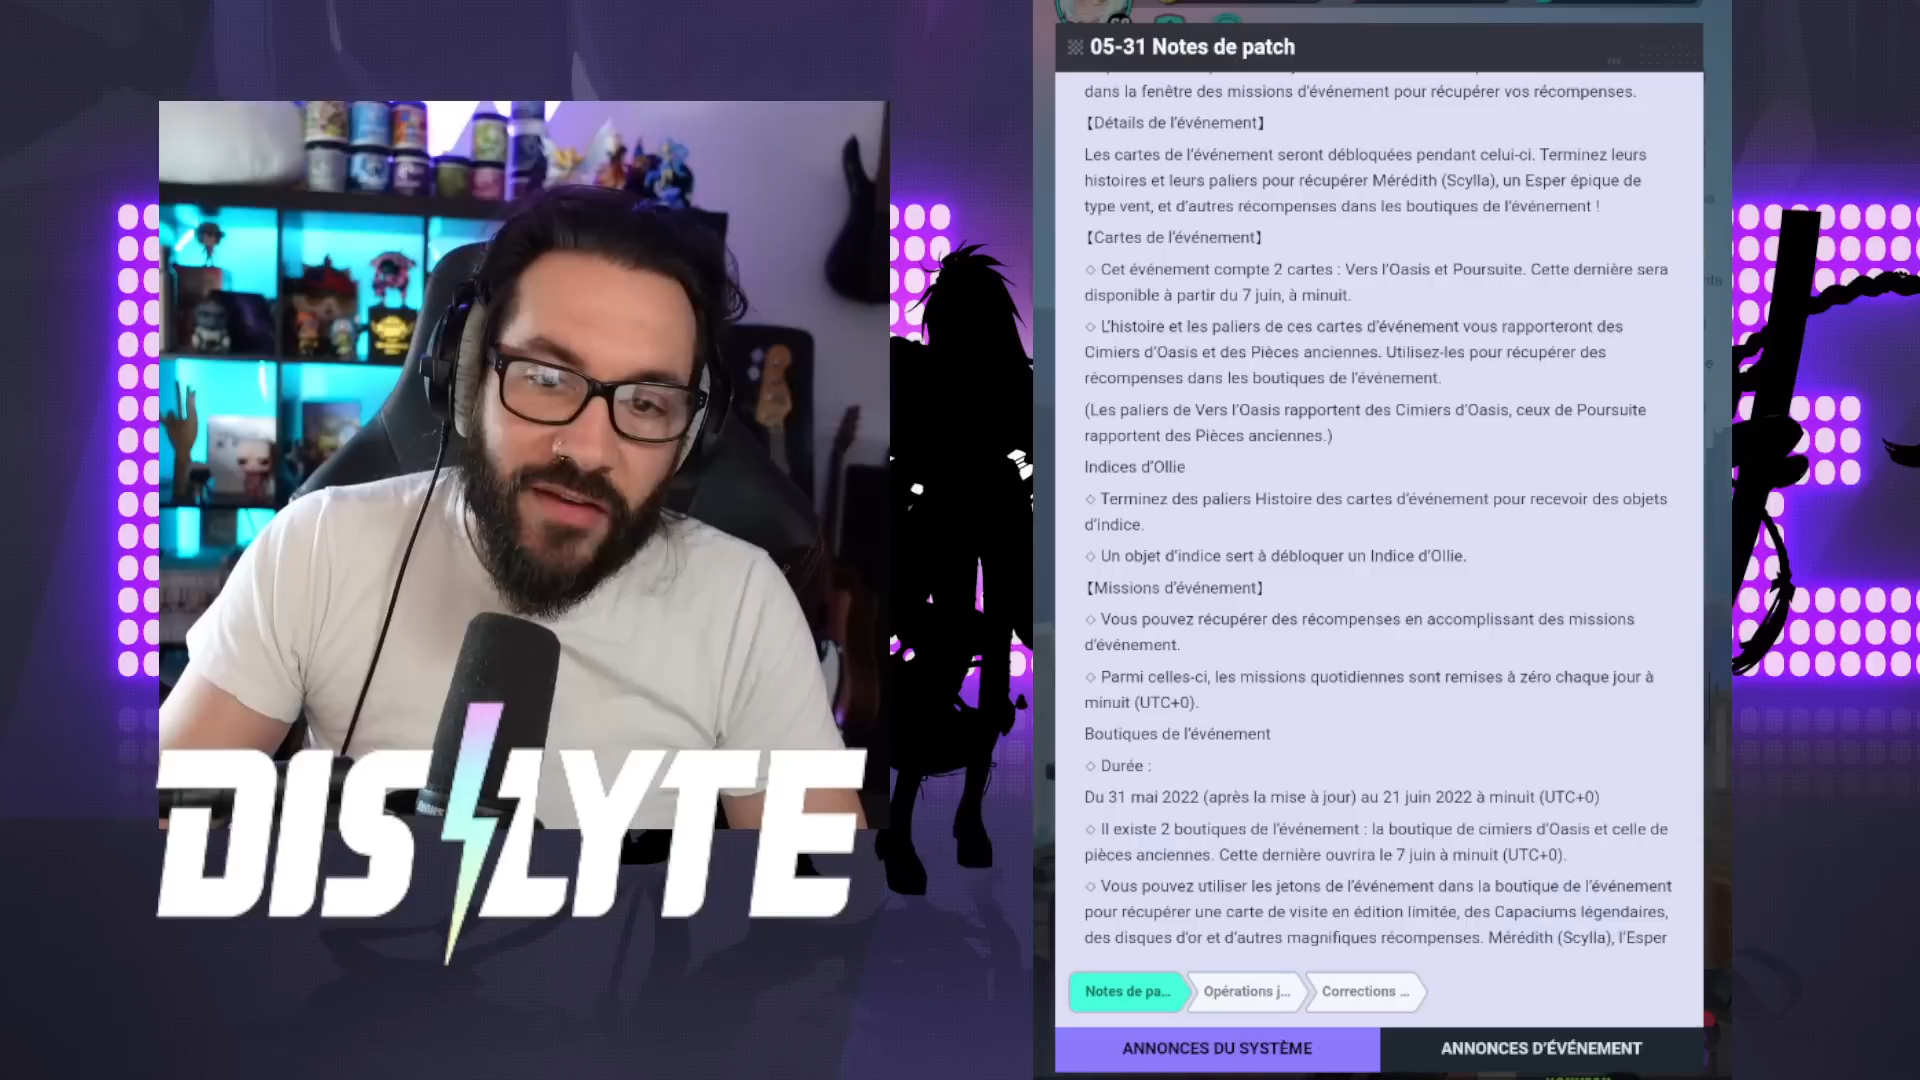 05-31 Notes de patch
dans la fenêtre des missions d'événement pour récupérer vos récompenses.
【Détails de l'événement】
Les cartes de l'événement seront débloquées pendant celui-ci. Terminez leurs
histoires et leurs paliers pour récupérer Mérédith (Scylla), un Esper épique de
type vent, et d'autres récompenses dans les boutiques de l'événement !
【Cartes de l'événement】
◇ Cet événement compte 2 cartes : Vers l'Oasis et Poursuite. Cette dernière sera
disponible à partir du 7 juin, à minuit.
◇ L'histoire et les paliers de ces cartes d'événement vous rapporteront des
Cimiers d'Oasis et des Pièces anciennes. Utilisez-les pour récupérer des
récompenses dans les boutiques de l'événement.
(Les paliers de Vers l'Oasis rapportent des Cimiers d'Oasis, ceux de Poursuite
rapportent des Pièces anciennes.)
Indices d'Ollie
◇ Terminez des paliers Histoire des cartes d'événement pour recevoir des objets
d'indice.
◇ Un objet d'indice sert à débloquer un Indice d'Ollie.
【Missions d'événement】
◇ Vous pouvez récupérer des récompenses en accomplissant des missions
d'événement.
◇ Parmi celles-ci, les missions quotidiennes sont remises à zéro chaque jour à
minuit (UTC+0).
Boutiques de l'événement
◇ Durée :
Du 31 mai 2022 (après la mise à jour) au 21 juin 2022 à minuit (UTC+0)
◇ Il existe 2 boutiques de l'événement : la boutique de cimiers d'Oasis et celle de
pièces anciennes. Cette dernière ouvrira le 7 juin à minuit (UTC+0).
◇ Vous pouvez utiliser les jetons de l'événement dans la boutique de l'événement
pour récupérer une carte de visite en édition limitée, des Capaciums légendaires,
des disques d'or et d'autres magnifiques récompenses. Mérédith (Scylla), l'Esper
Notes de pa...
Opérations j...
Corrections ...
ANNONCES DU SYSTÈME
ANNONCES D'ÉVÉNEMENT
DISLYTE